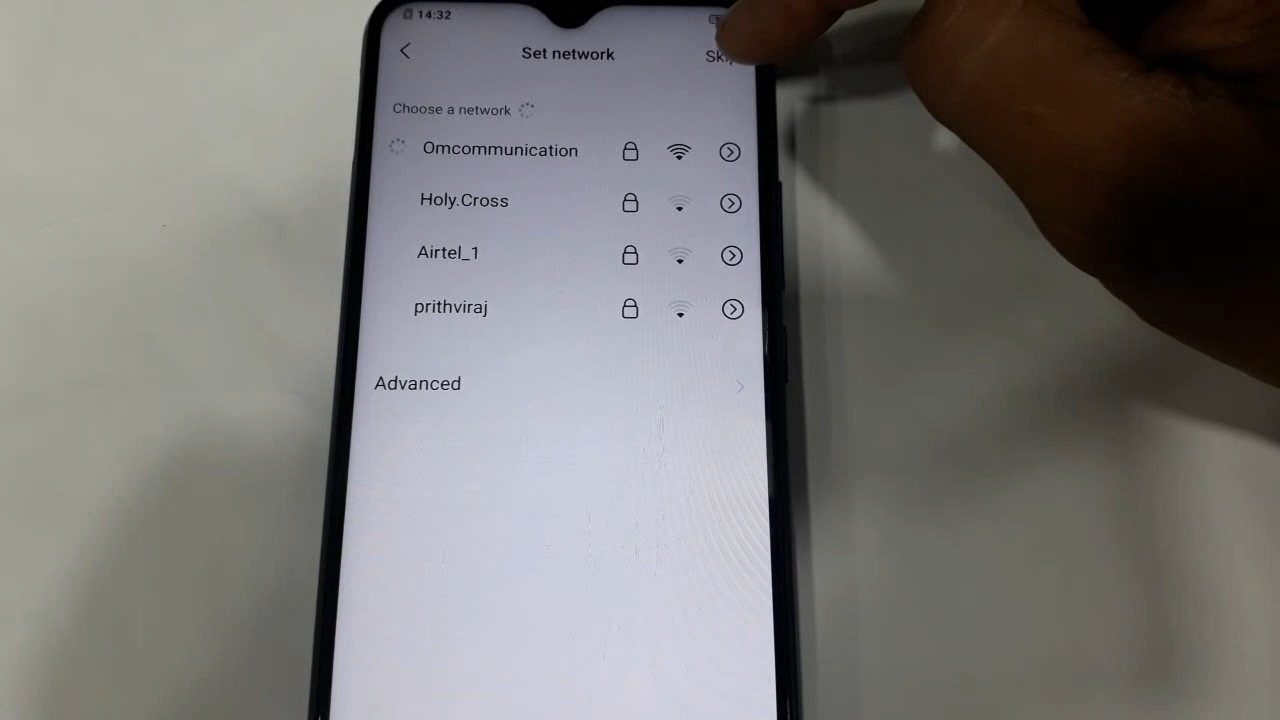 14:32
Set network
Choose a network
Omcommunication
Holy.Cross
Airtel_1
prithviraj
Advanced